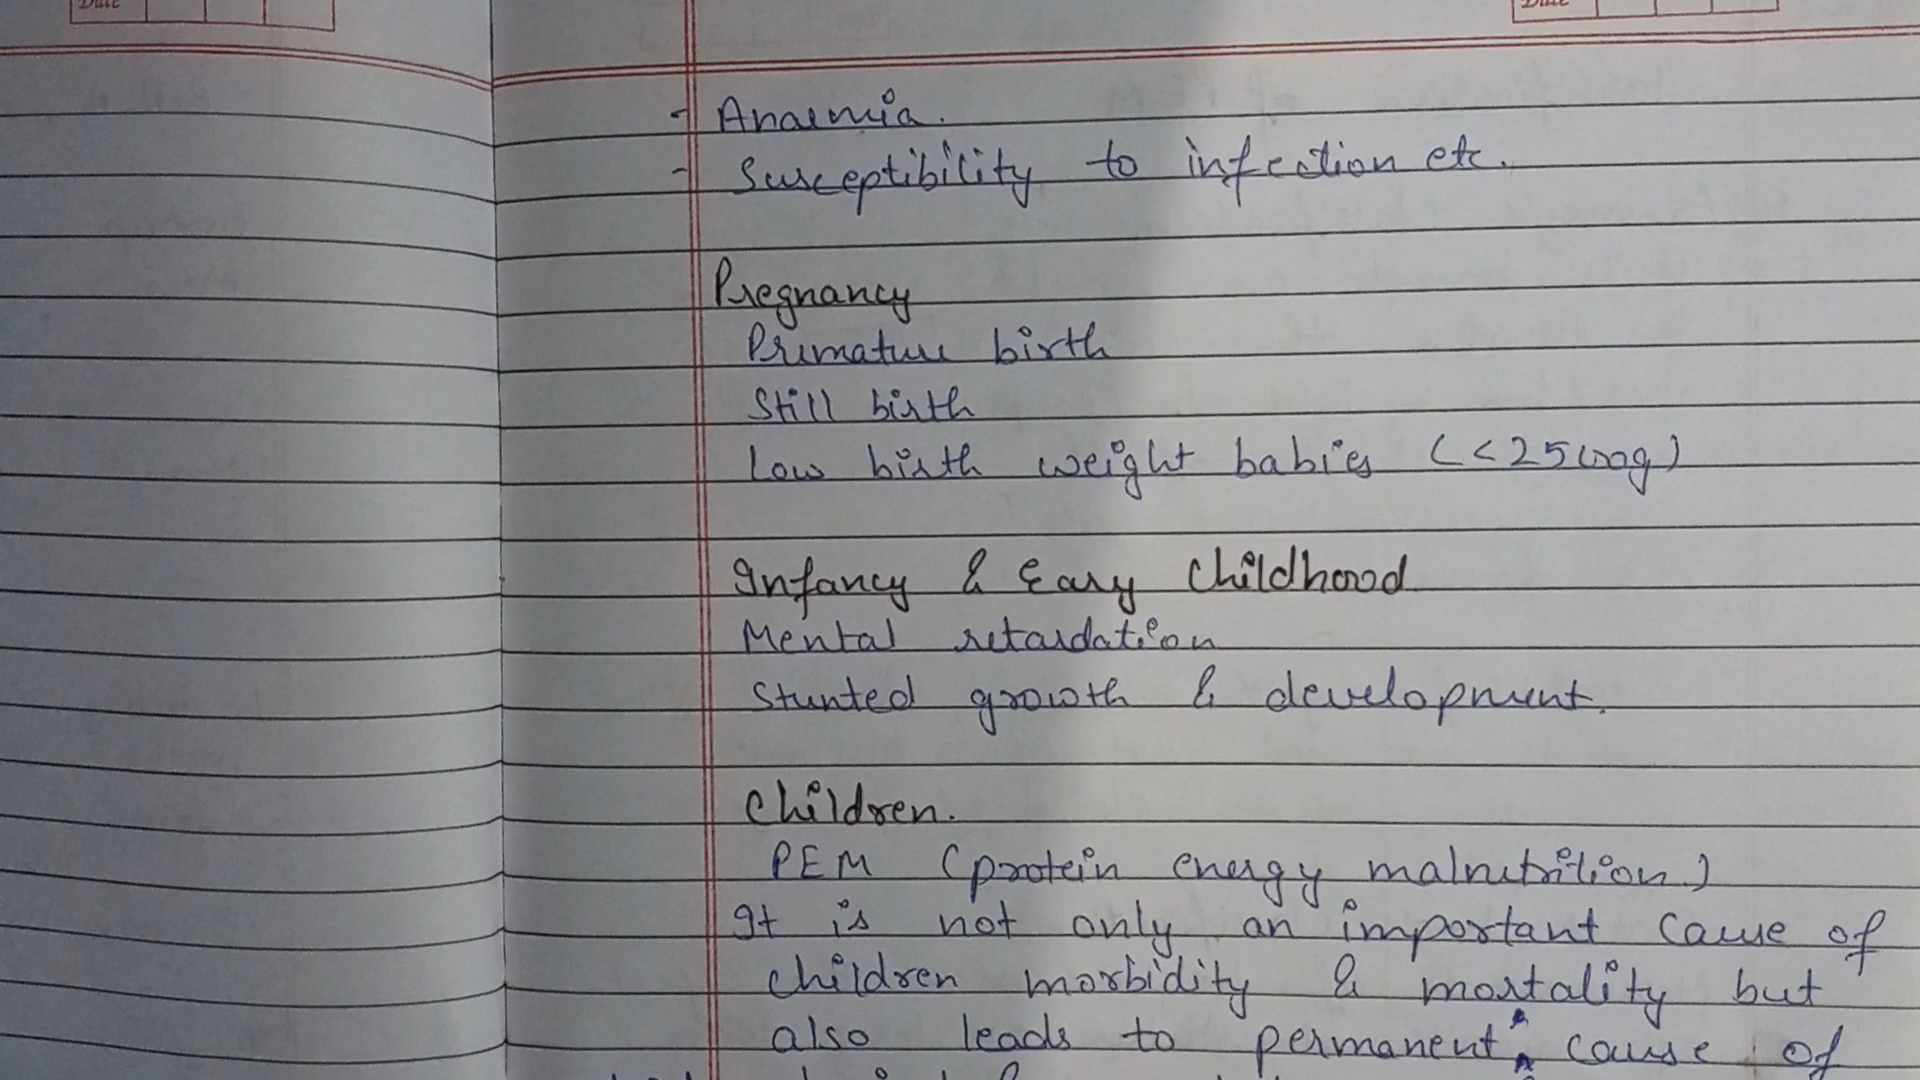 Date
Date
- Anaemia.
- Susceptibility to infection etc.
Pregnancy
Premature birth
Still birth
Low birth weight babies (<2500g)
Infancy & Eary Childhood
Mental retardation
Stunted growth & development.
Children.
PEM (protein energy malnutrition)
It is not only an important cause of
children morbidity & mortality but
also leads to permanent cause of